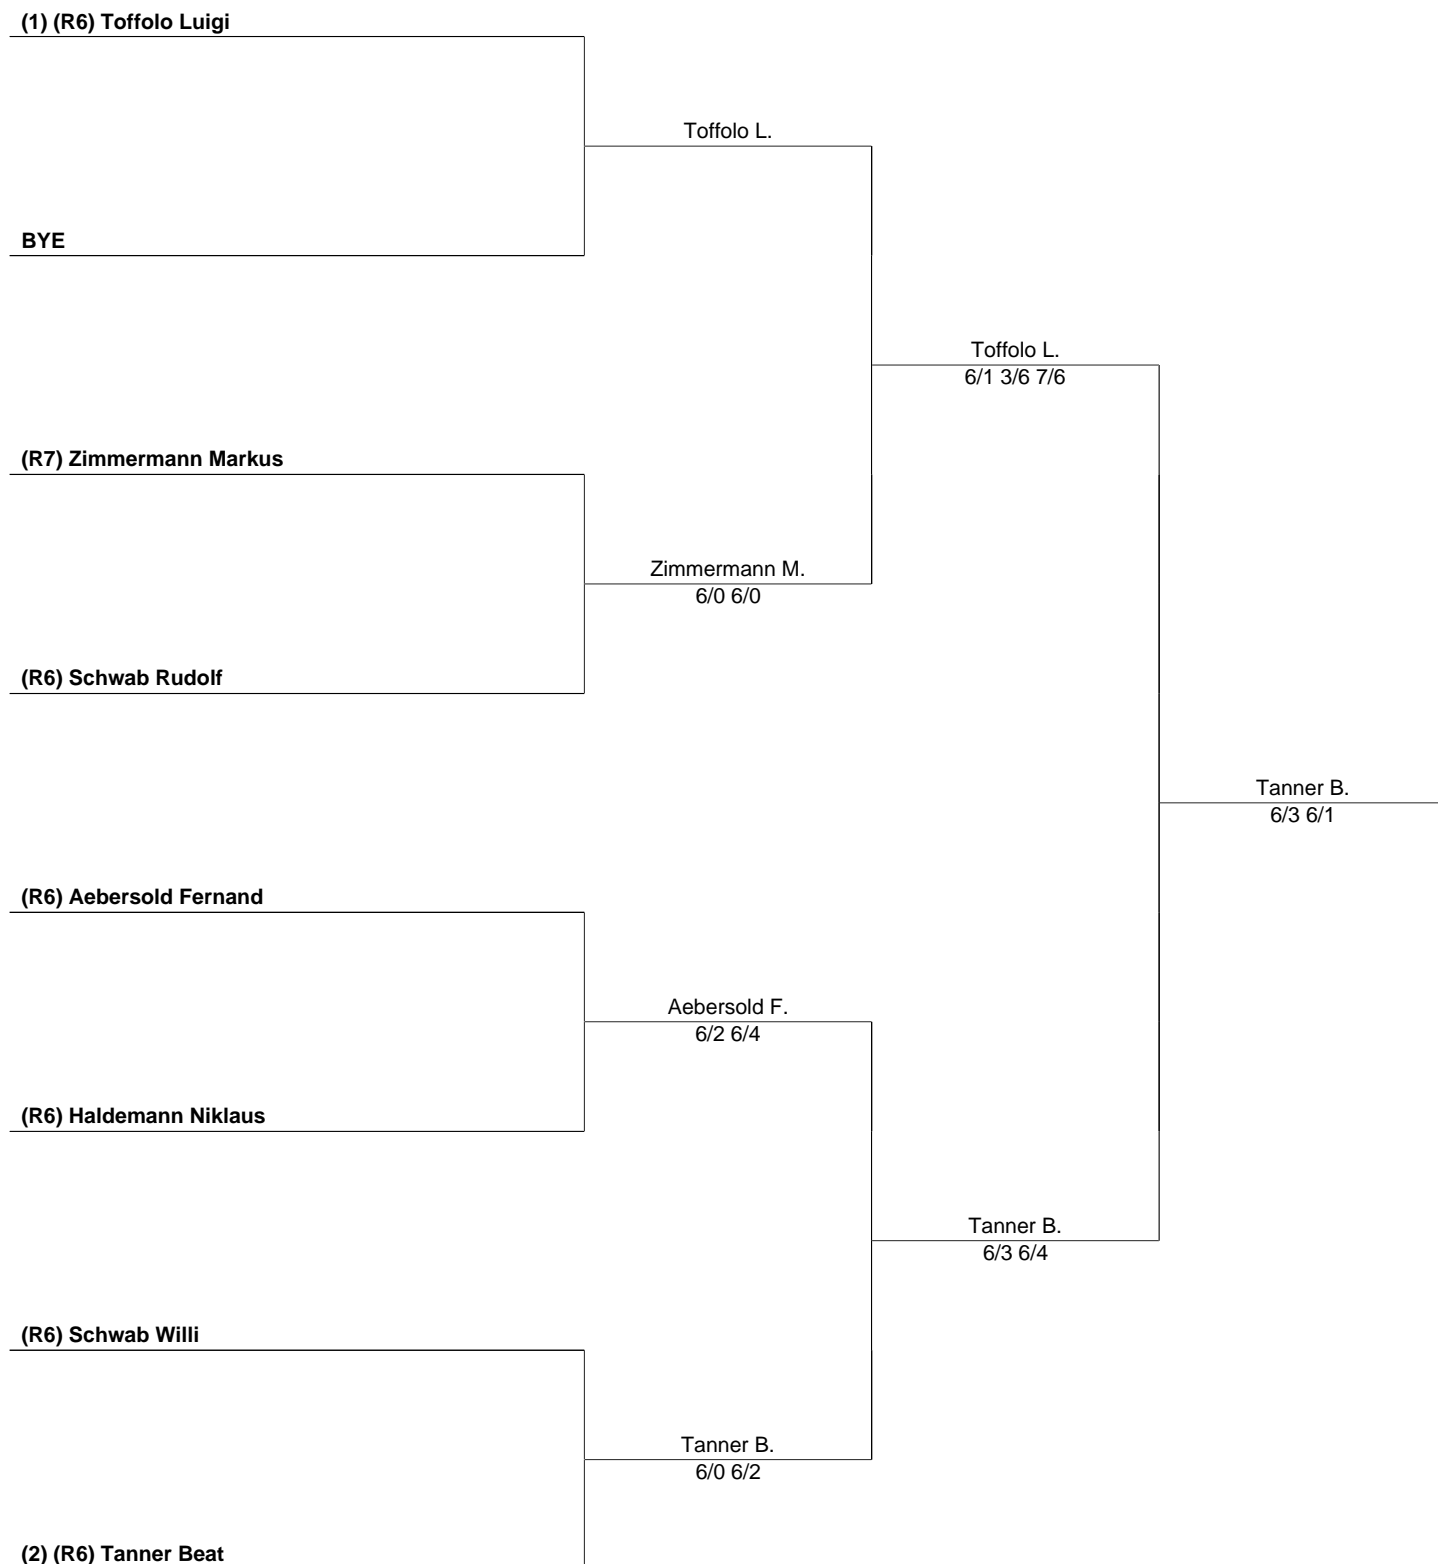 (1) (R6) Toffolo Luigi
Toffolo L.
BYE
Toffolo L.
6/1 3/6 7/6
(R7) Zimmermann Markus
Zimmermann M.
6/0 6/0
(R6) Schwab Rudolf
Tanner B.
6/3 6/1
(R6) Aebersold Fernand
Aebersold F.
6/2 6/4
(R6) Haldemann Niklaus
Tanner B.
6/3 6/4
(R6) Schwab Willi
Tanner B.
6/0 6/2
(2) (R6) Tanner Beat